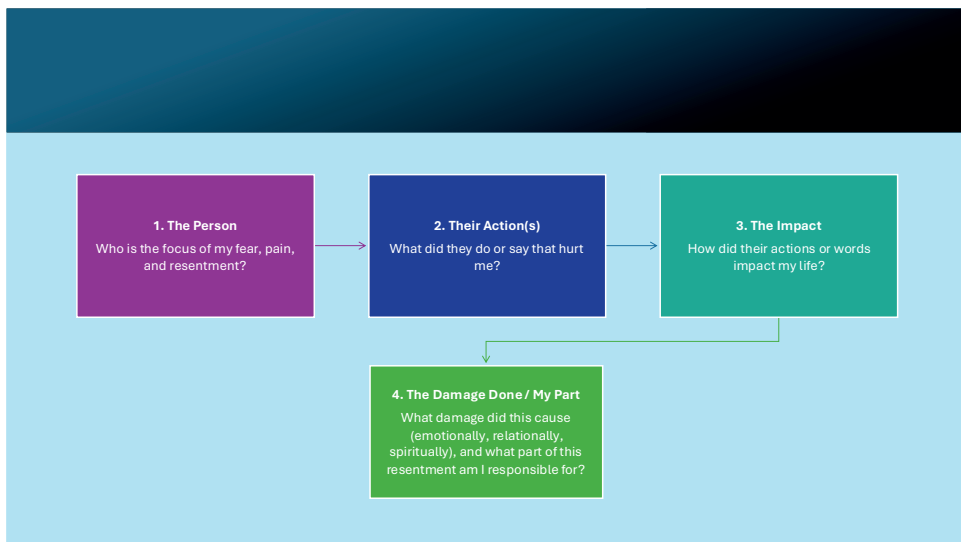 1. The Person
Who is the focus of my fear, pain,
and resentment?
2. Their Action(s)
What did they do or say that hurt
me?
3. The Impact
How did their actions or words
impact my life?
4. The Damage Done / My Part
What damage did this cause
(emotionally, relationally,
spiritually), and what part of this
resentment am I responsible for?